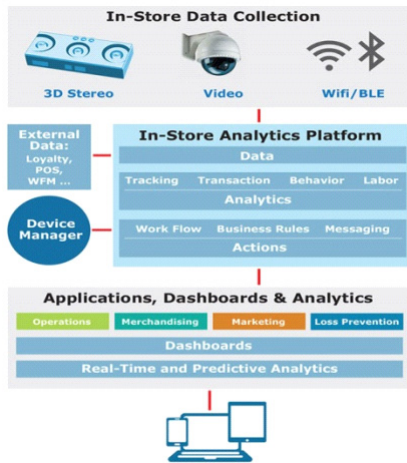 In-Store Data Collection
3D Stereo
Video
Wifi/BLE
External
Data:
Loyalty,
POS,
WFM ...
Device
Manager
In-Store Analytics Platform
Data
Tracking Transaction Behavior Labor
Analytics
Work Flow Business Rules Messaging
Actions
Applications, Dashboards & Analytics
Operations
Merchandising
Marketing
Loss Prevention
Dashboards
Real-Time and Predictive Analytics